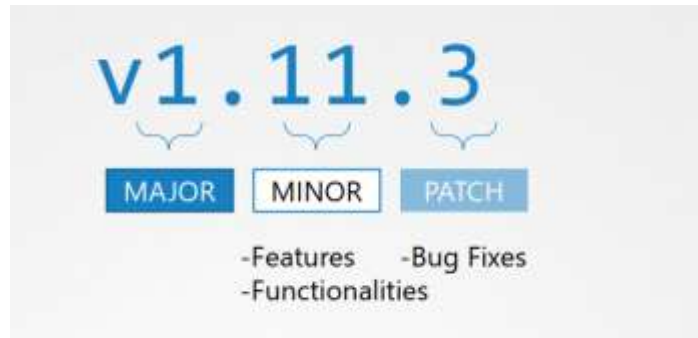 v1.11.3
MAJOR MINOR PATCH
-Features -Bug Fixes
-Functionalities